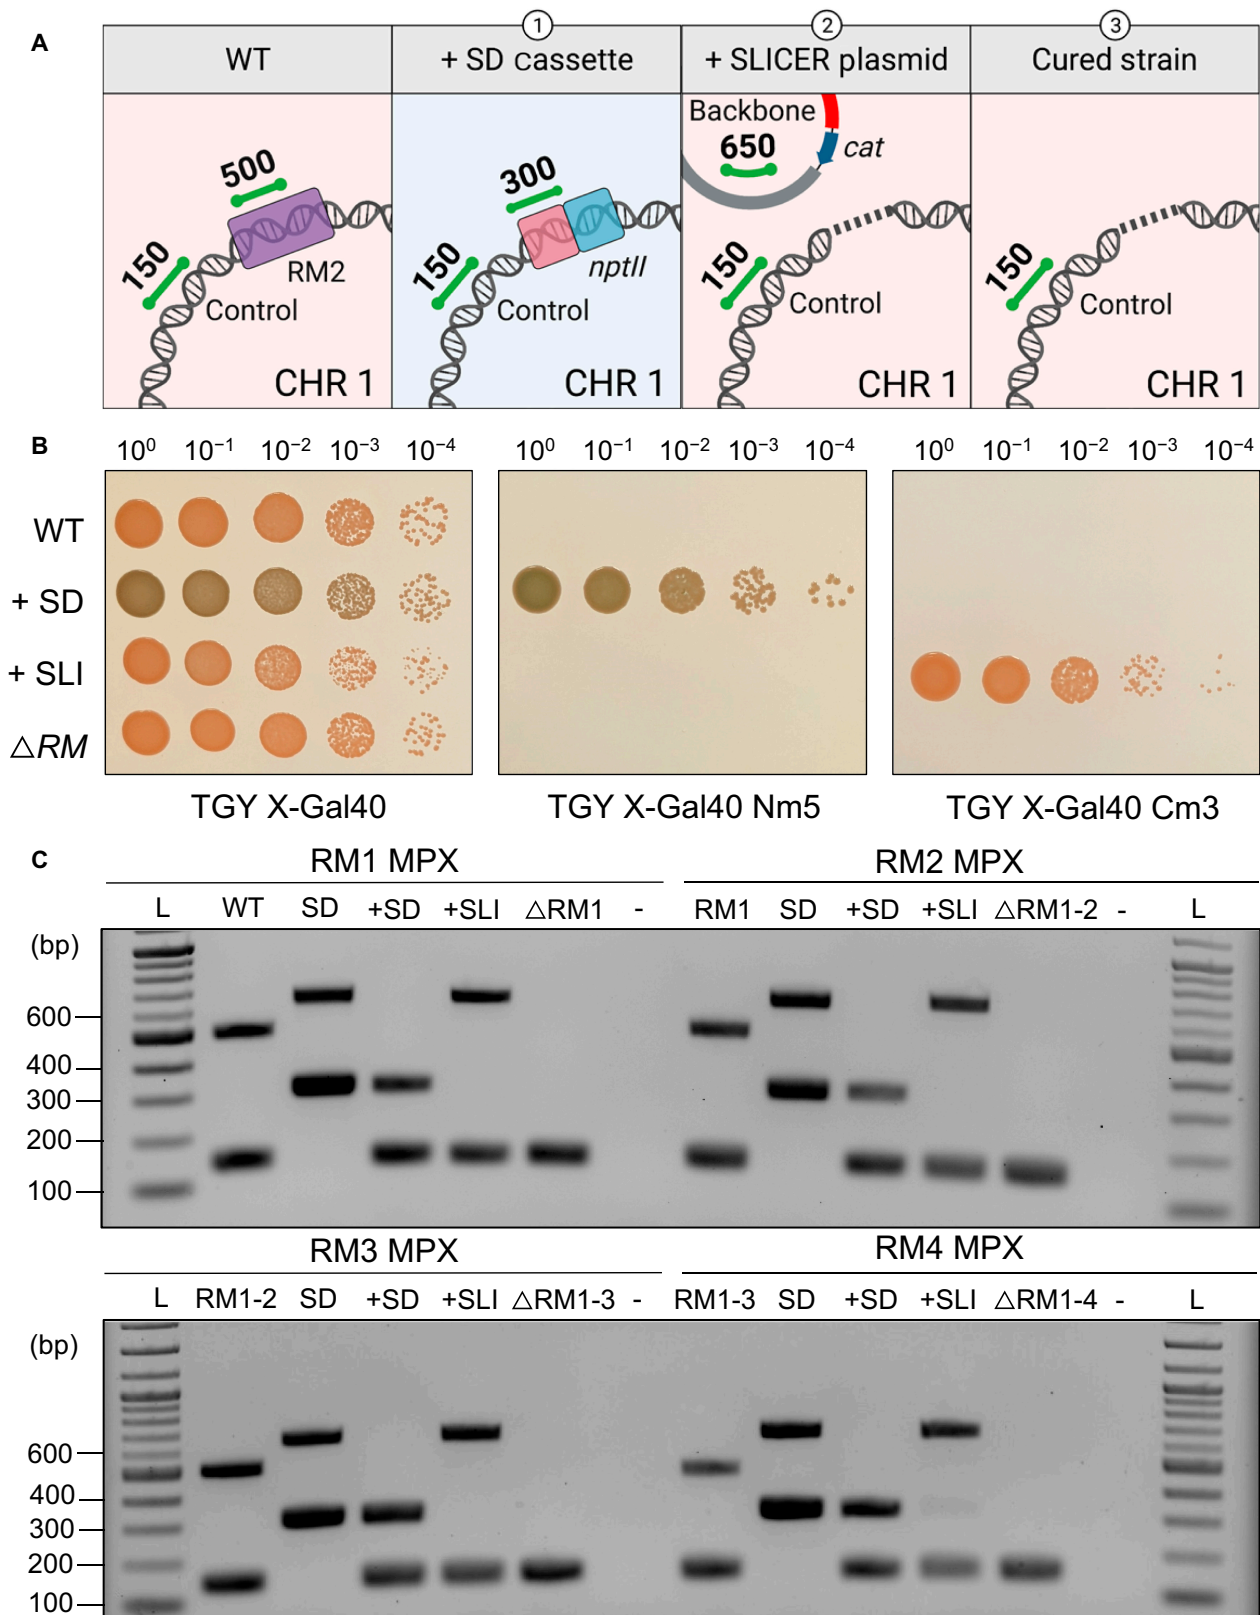 A
1 2 3
WT + SD cassette + SLICER plasmid Cured strain
500 150 RM2 Control CHR 1
300 150 nptII Control CHR 1
Backbone 650 cat 150 Control CHR 1
150 Control CHR 1
B
10⁰ 10⁻¹ 10⁻² 10⁻³ 10⁻⁴ 10⁰ 10⁻¹ 10⁻² 10⁻³ 10⁻⁴ 10⁰ 10⁻¹ 10⁻² 10⁻³ 10⁻⁴
WT
+ SD
+ SLI
△RM
TGY X-Gal40 TGY X-Gal40 Nm5 TGY X-Gal40 Cm3
C
RM1 MPX RM2 MPX
L WT SD +SD +SLI △RM1 - RM1 SD +SD +SLI △RM1-2 - L
(bp)
600
400
300
200
100
RM3 MPX RM4 MPX
L RM1-2 SD +SD +SLI △RM1-3 - RM1-3 SD +SD +SLI △RM1-4 - L
(bp)
600
400
300
200
100